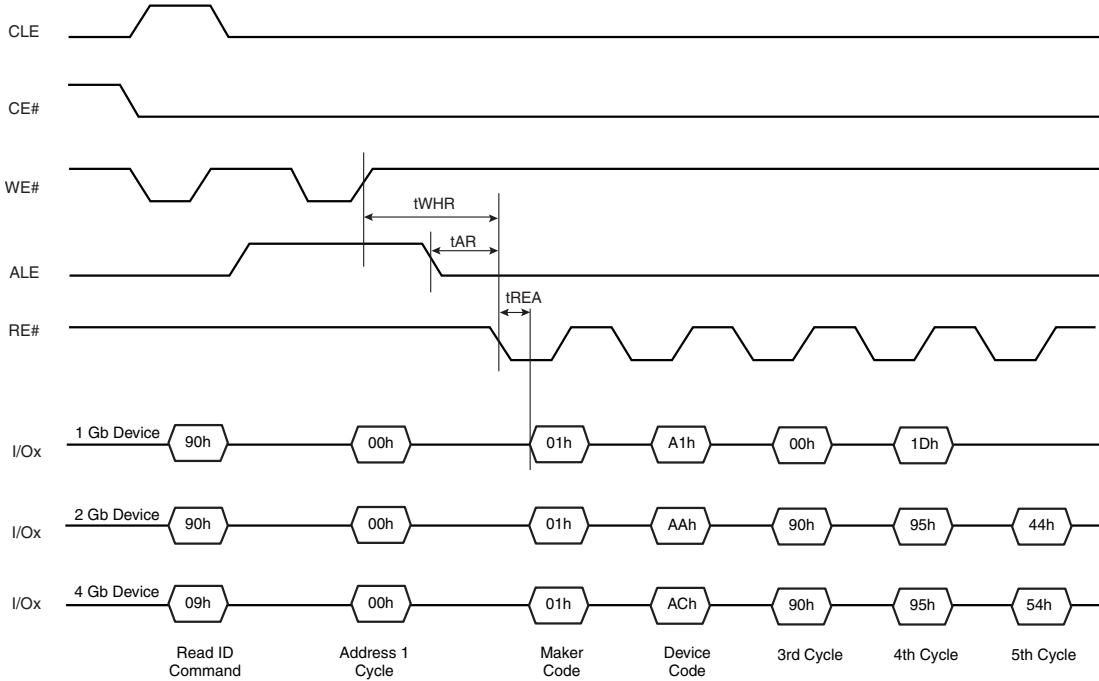 CLE
CE#
WE#
tWHR
tAR
ALE
tREA
RE#
1 Gb Device
I/Ox
90h
00h
01h
A1h
00h
1Dh
2 Gb Device
I/Ox
90h
00h
01h
AAh
90h
95h
44h
4 Gb Device
I/Ox
09h
00h
01h
ACh
90h
95h
54h
Read ID
Command
Address 1
Cycle
Maker
Code
Device
Code
3rd Cycle
4th Cycle
5th Cycle